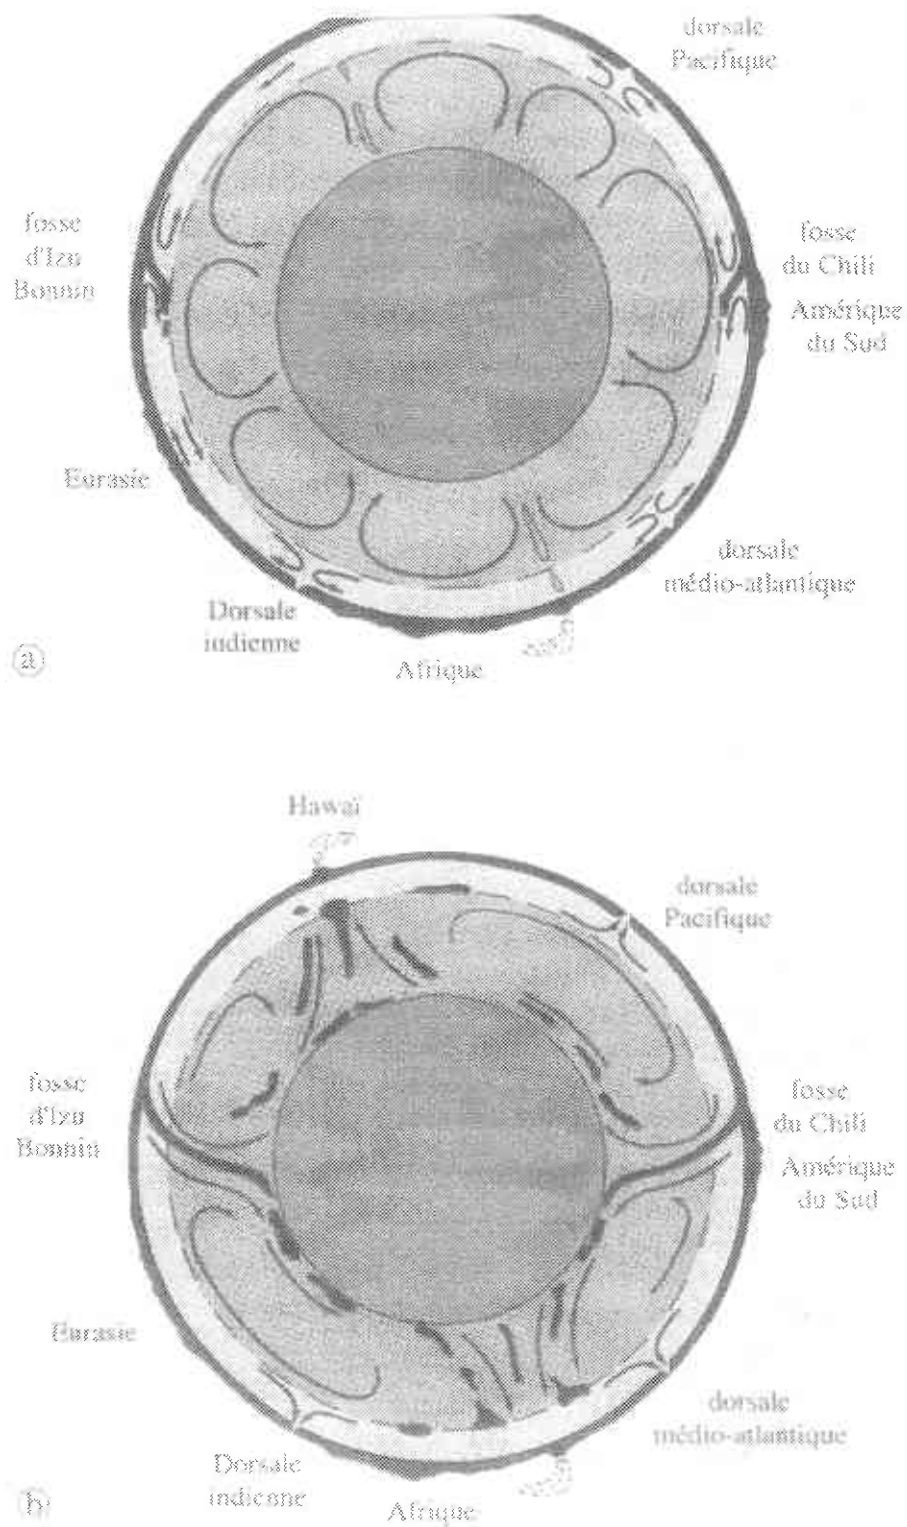 dorsale
Pacifique
fosse
d'Izu
Bonnin
fosse
du Chili
Amérique
du Sud
Eurasie
dorsale
médio-atlantique
Dorsale
indienne
Afrique
a
Hawaï
dorsale
Pacifique
fosse
d'Izu
Bonnin
fosse
du Chili
Amérique
du Sud
Eurasie
dorsale
médio-atlantique
Dorsale
indienne
Afrique
b